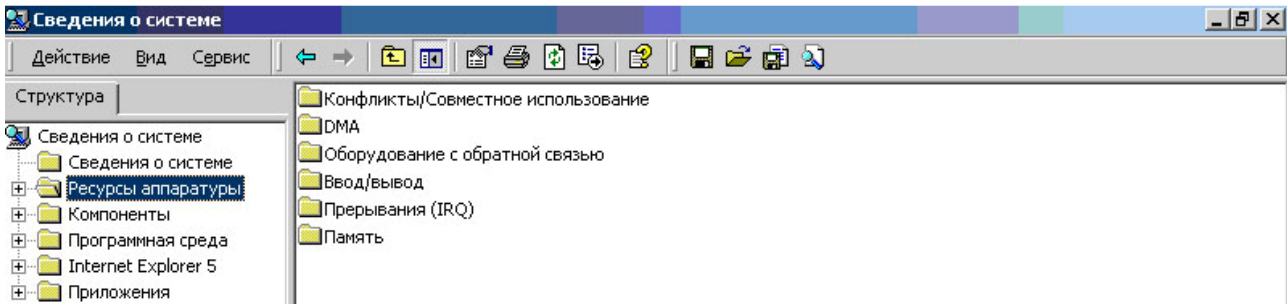 Сведения о системе
Действие Вид Сервис
Структура
Сведения о системе
Сведения о системе
Ресурсы аппаратуры
Компоненты
Программная среда
Internet Explorer 5
Приложения
Конфликты/Совместное использование
DMA
Оборудование с обратной связью
Ввод/вывод
Прерывания (IRQ)
Память